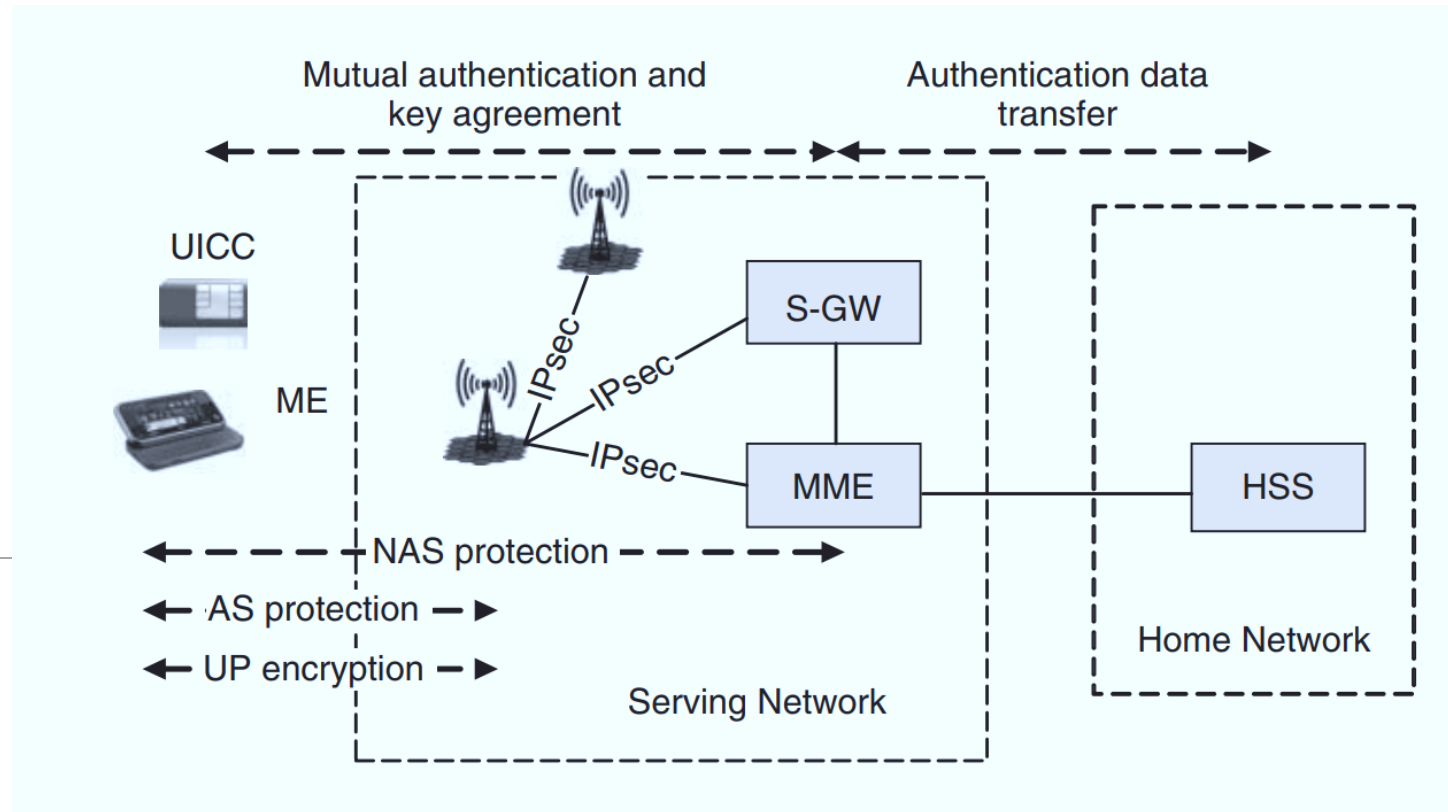 Mutual authentication and
key agreement
Authentication data
transfer
UICC
ME
S-GW
IPsec
IPsec
IPsec
MME
HSS
NAS protection
AS protection
UP encryption
Home Network
Serving Network